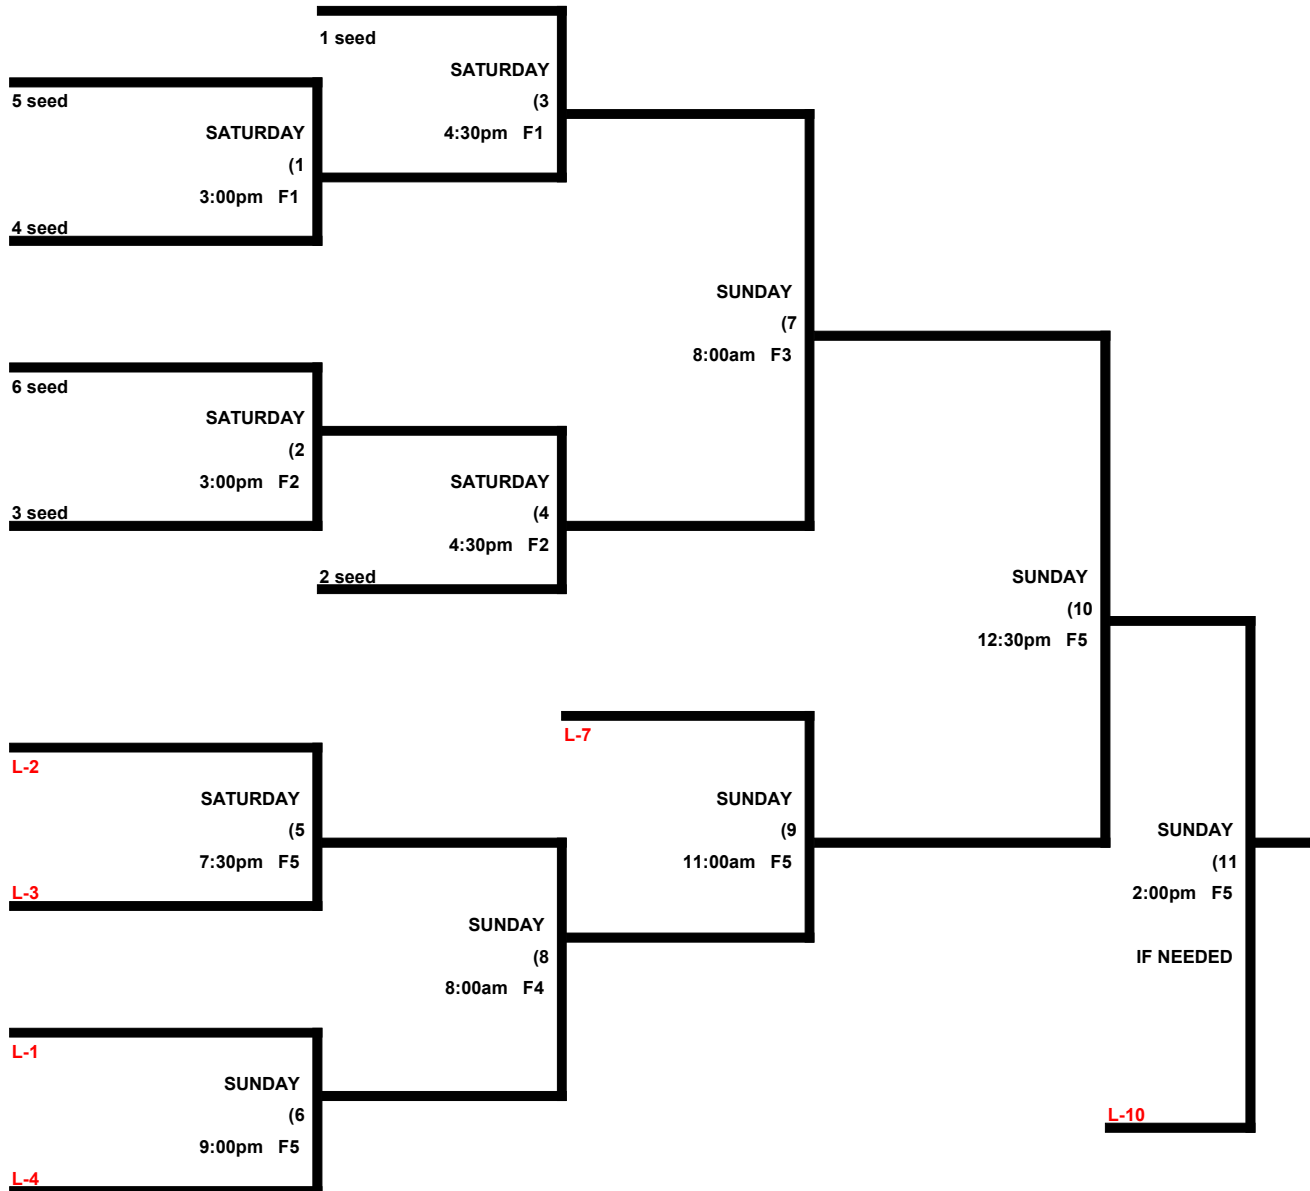 1 seed
SATURDAY
(3
4:30pm F1
5 seed
SATURDAY
(1
3:00pm F1
4 seed
SUNDAY
(7
8:00am F3
6 seed
SATURDAY
(2
3:00pm F2
3 seed
SATURDAY
(4
4:30pm F2
2 seed
SUNDAY
(10
12:30pm F5
L-7
L-2
SATURDAY
(5
7:30pm F5
L-3
SUNDAY
(9
11:00am F5
SUNDAY
(11
2:00pm F5
IF NEEDED
SUNDAY
(8
8:00am F4
L-1
SUNDAY
(6
9:00pm F5
L-4
L-10